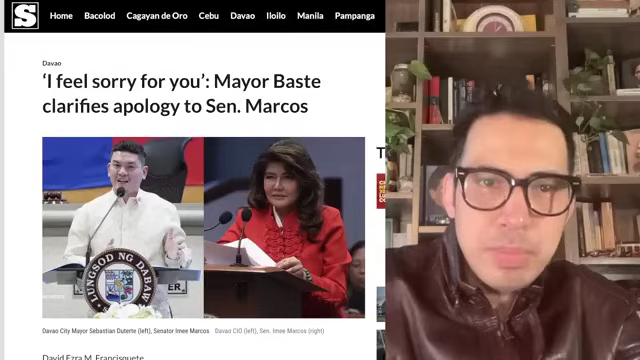 S
Home Bacolod Cagayan de Oro Cebu Davao Iloilo Manila Pampanga
Davao
‘I feel sorry for you’: Mayor Baste
clarifies apology to Sen. Marcos
LUNGSOD NG DABAW
Davao City Mayor Sebastian Duterte (left), Senator Imee Marcos Davao CIO (left), Sen. Imee Marcos (right)
David Ezra M. Francisquete